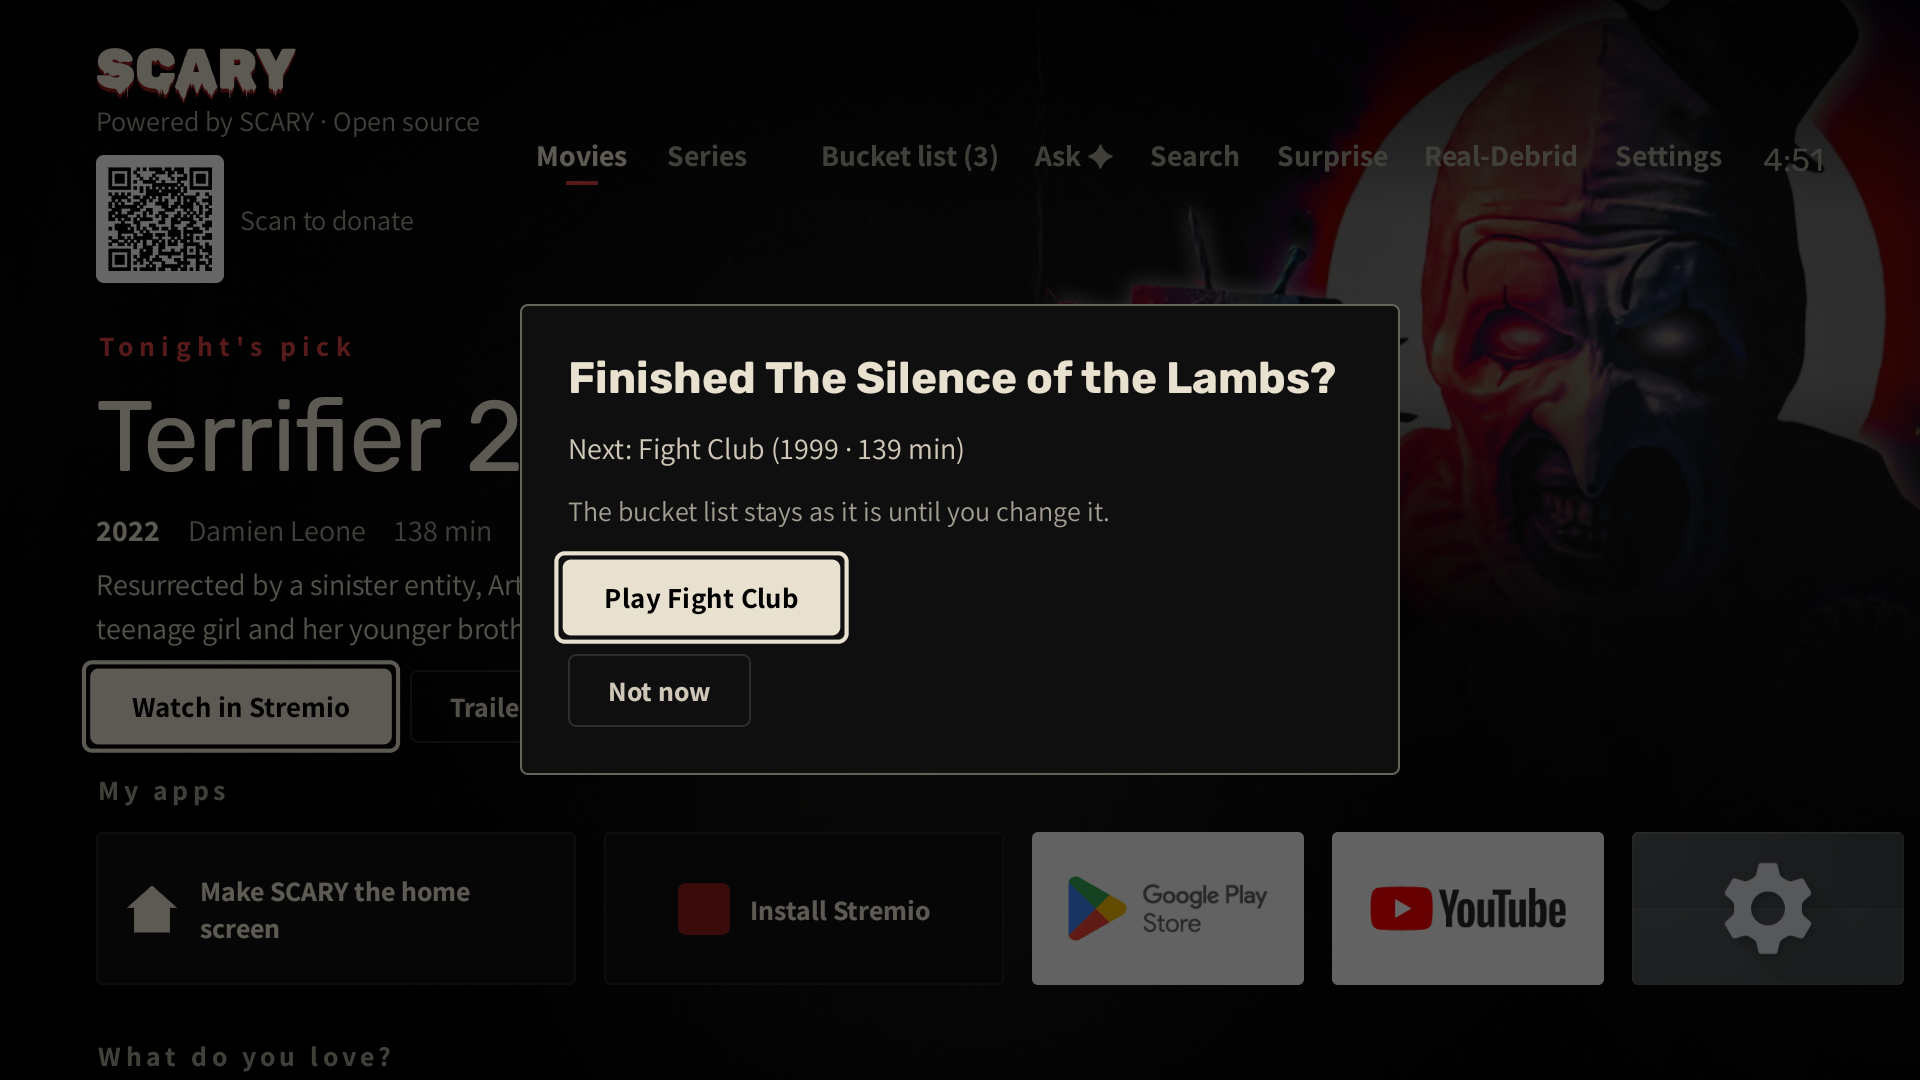 SCARY
Powered by SCARY · Open source
Scan to donate
Movies Series Bucket list (3) Ask Search Surprise Real-Debrid Settings 4:51
Tonight's pick
Terrifier 2
2022 Damien Leone 138 min
Resurrected by a sinister entity, Art
teenage girl and her younger broth
Watch in Stremio Traile
Finished The Silence of the Lambs?
Next: Fight Club (1999 · 139 min)
The bucket list stays as it is until you change it.
Play Fight Club
Not now
My apps
Make SCARY the home
screen
Install Stremio
Google Play
Store
YouTube
What do you love?